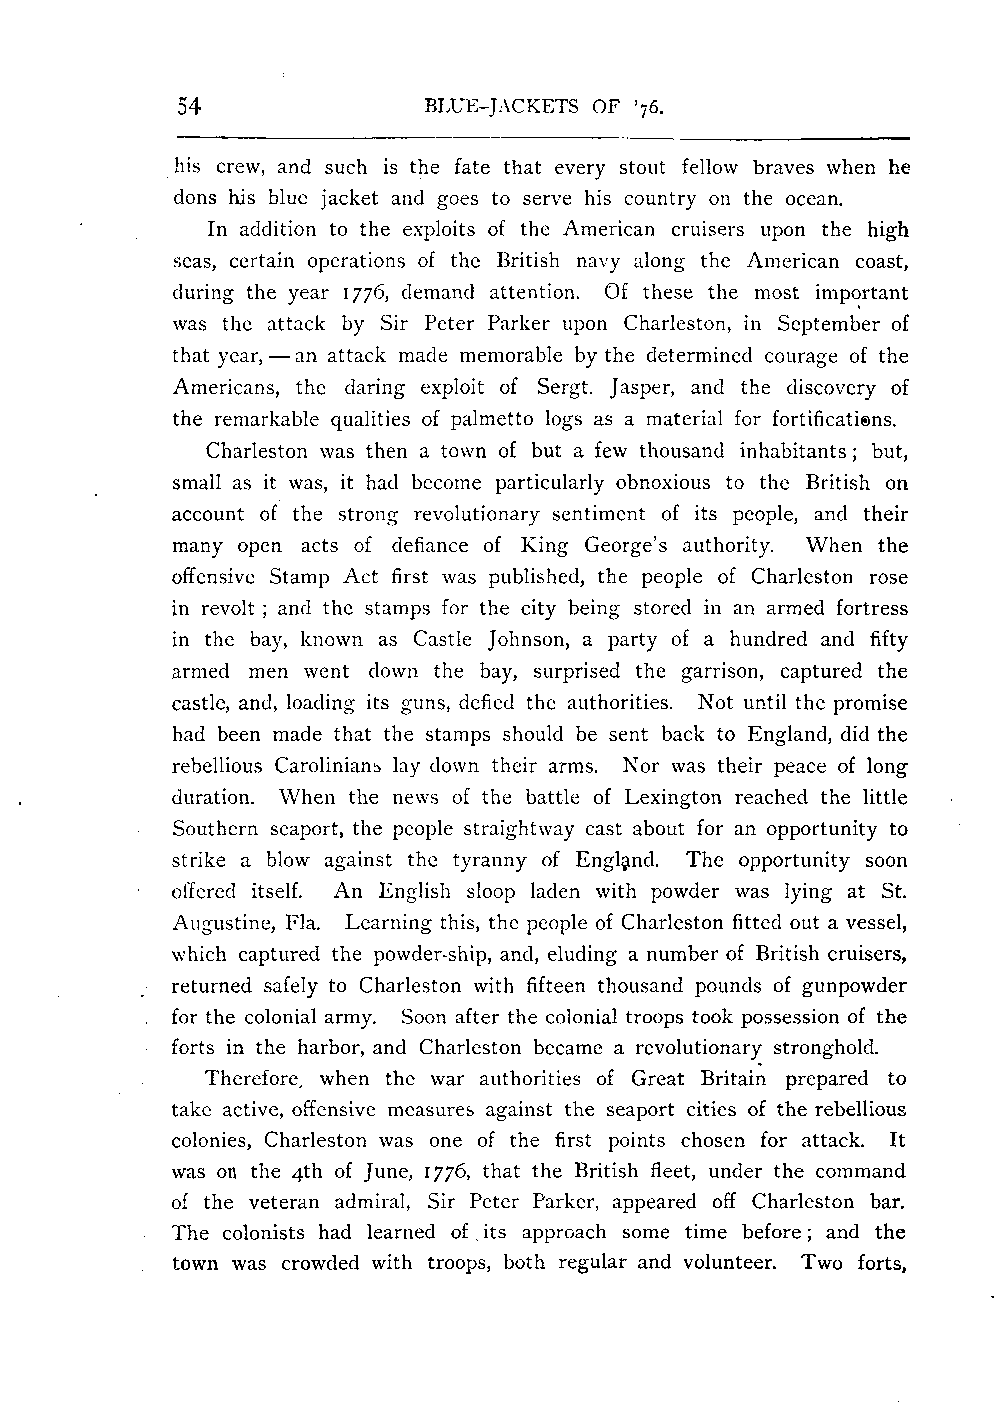 54 BLUE-JACKETS OF '76.
his crew, and such is the fate that every stout fellow braves when he
dons his blue jacket and goes to serve his country on the ocean.
In addition to the exploits of the American cruisers upon the high
seas, certain operations of the British navy along the American coast,
during the year 1776, demand attention. Of these the most important
was the attack by Sir Peter Parker upon Charleston, in September of
that year, — an attack made memorable by the determined courage of the
Americans, the daring exploit of Sergt. Jasper, and the discovery of
the remarkable qualities of palmetto logs as a material for fortifications.
Charleston was then a town of but a few thousand inhabitants; but,
small as it was, it had become particularly obnoxious to the British on
account of the strong revolutionary sentiment of its people, and their
many open acts of defiance of King George's authority. When the
offensive Stamp Act first was published, the people of Charleston rose
in revolt; and the stamps for the city being stored in an armed fortress
in the bay, known as Castle Johnson, a party of a hundred and fifty
armed men went down the bay, surprised the garrison, captured the
castle, and, loading its guns, defied the authorities. Not until the promise
had been made that the stamps should be sent back to England, did the
rebellious Carolinians lay down their arms. Nor was their peace of long
duration. When the news of the battle of Lexington reached the little
Southern seaport, the people straightway cast about for an opportunity to
strike a blow against the tyranny of England. The opportunity soon
offered itself. An English sloop laden with powder was lying at St.
Augustine, Fla. Learning this, the people of Charleston fitted out a vessel,
which captured the powder-ship, and, eluding a number of British cruisers,
returned safely to Charleston with fifteen thousand pounds of gunpowder
for the colonial army. Soon after the colonial troops took possession of the
forts in the harbor, and Charleston became a revolutionary stronghold.
Therefore, when the war authorities of Great Britain prepared to
take active, offensive measures against the seaport cities of the rebellious
colonies, Charleston was one of the first points chosen for attack. It
was on the 4th of June, 1776, that the British fleet, under the command
of the veteran admiral, Sir Peter Parker, appeared off Charleston bar.
The colonists had learned of its approach some time before; and the
town was crowded with troops, both regular and volunteer. Two forts,